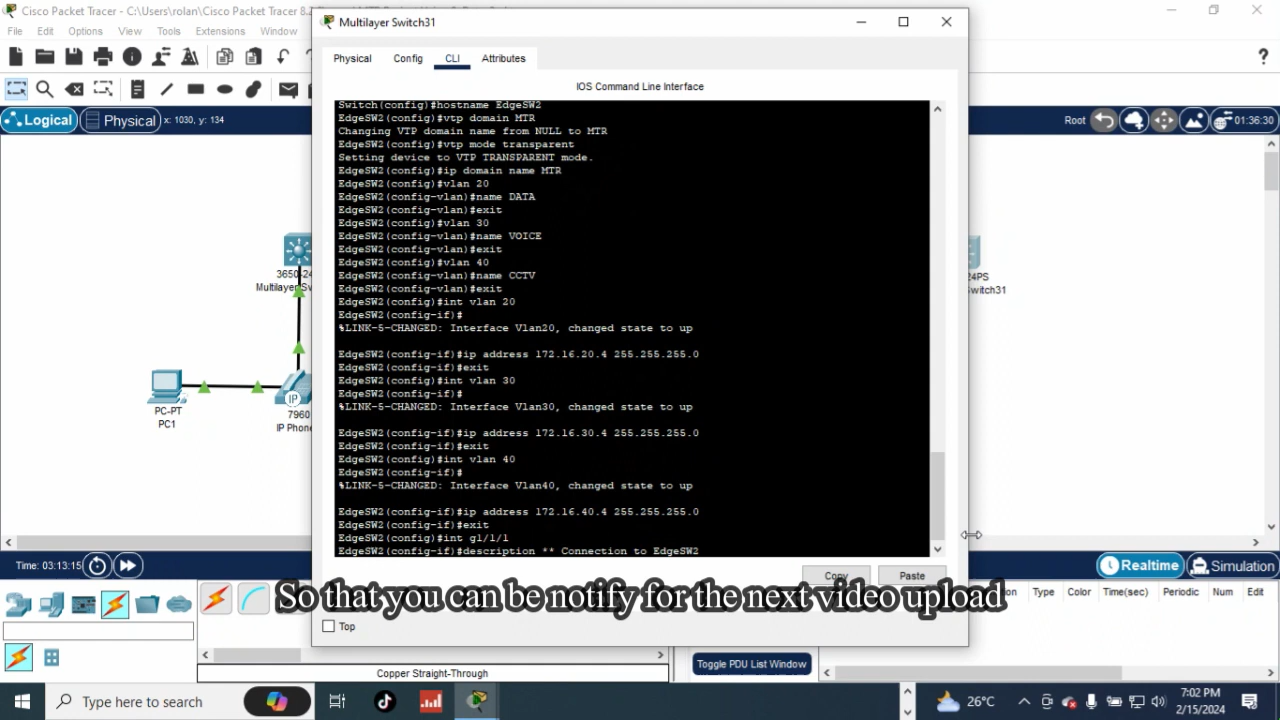 Cisco Packet Tracer - C:\Users\rolan\Cisco Packet Tracer 8.
Multilayer Switch31
File Edit Options View Tools Extensions Window
Physical Config CLI Attributes
IOS Command Line Interface
Logical Physical x: 1030, y: 134
Root 01:36:30
Switch(config)#hostname EdgeSW2
EdgeSW2(config)#vtp domain MTR
Changing VTP domain name from NULL to MTR
EdgeSW2(config)#vtp mode transparent
Setting device to VTP TRANSPARENT mode.
EdgeSW2(config)#ip domain name MTR
EdgeSW2(config)#vlan 20
EdgeSW2(config-vlan)#name DATA
EdgeSW2(config-vlan)#exit
EdgeSW2(config)#vlan 30
EdgeSW2(config-vlan)#name VOICE
EdgeSW2(config-vlan)#exit
EdgeSW2(config)#vlan 40
EdgeSW2(config-vlan)#name CCTV
EdgeSW2(config-vlan)#exit
EdgeSW2(config)#int vlan 20
EdgeSW2(config-if)#
%LINK-5-CHANGED: Interface Vlan20, changed state to up
EdgeSW2(config-if)#ip address 172.16.20.4 255.255.255.0
EdgeSW2(config-if)#exit
EdgeSW2(config)#int vlan 30
EdgeSW2(config-if)#
%LINK-5-CHANGED: Interface Vlan30, changed state to up
EdgeSW2(config-if)#ip address 172.16.30.4 255.255.255.0
EdgeSW2(config-if)#exit
EdgeSW2(config)#int vlan 40
EdgeSW2(config-if)#
%LINK-5-CHANGED: Interface Vlan40, changed state to up
EdgeSW2(config-if)#ip address 172.16.40.4 255.255.255.0
EdgeSW2(config-if)#exit
EdgeSW2(config)#int g1/1/1
EdgeSW2(config-if)#description ** Connection to EdgeSW2
3650-24
Multilayer Sw
PC-PT
PC1
IP
7960
IP Phone
24PS
Switch31
Copy Paste
Time: 03:13:15
Realtime Simulation
So that you can be notify for the next video upload
Type Color Time(sec) Periodic Num Edit
Top
Toggle PDU List Window
Copper Straight-Through
Type here to search
26°C
7:02 PM
2/15/2024